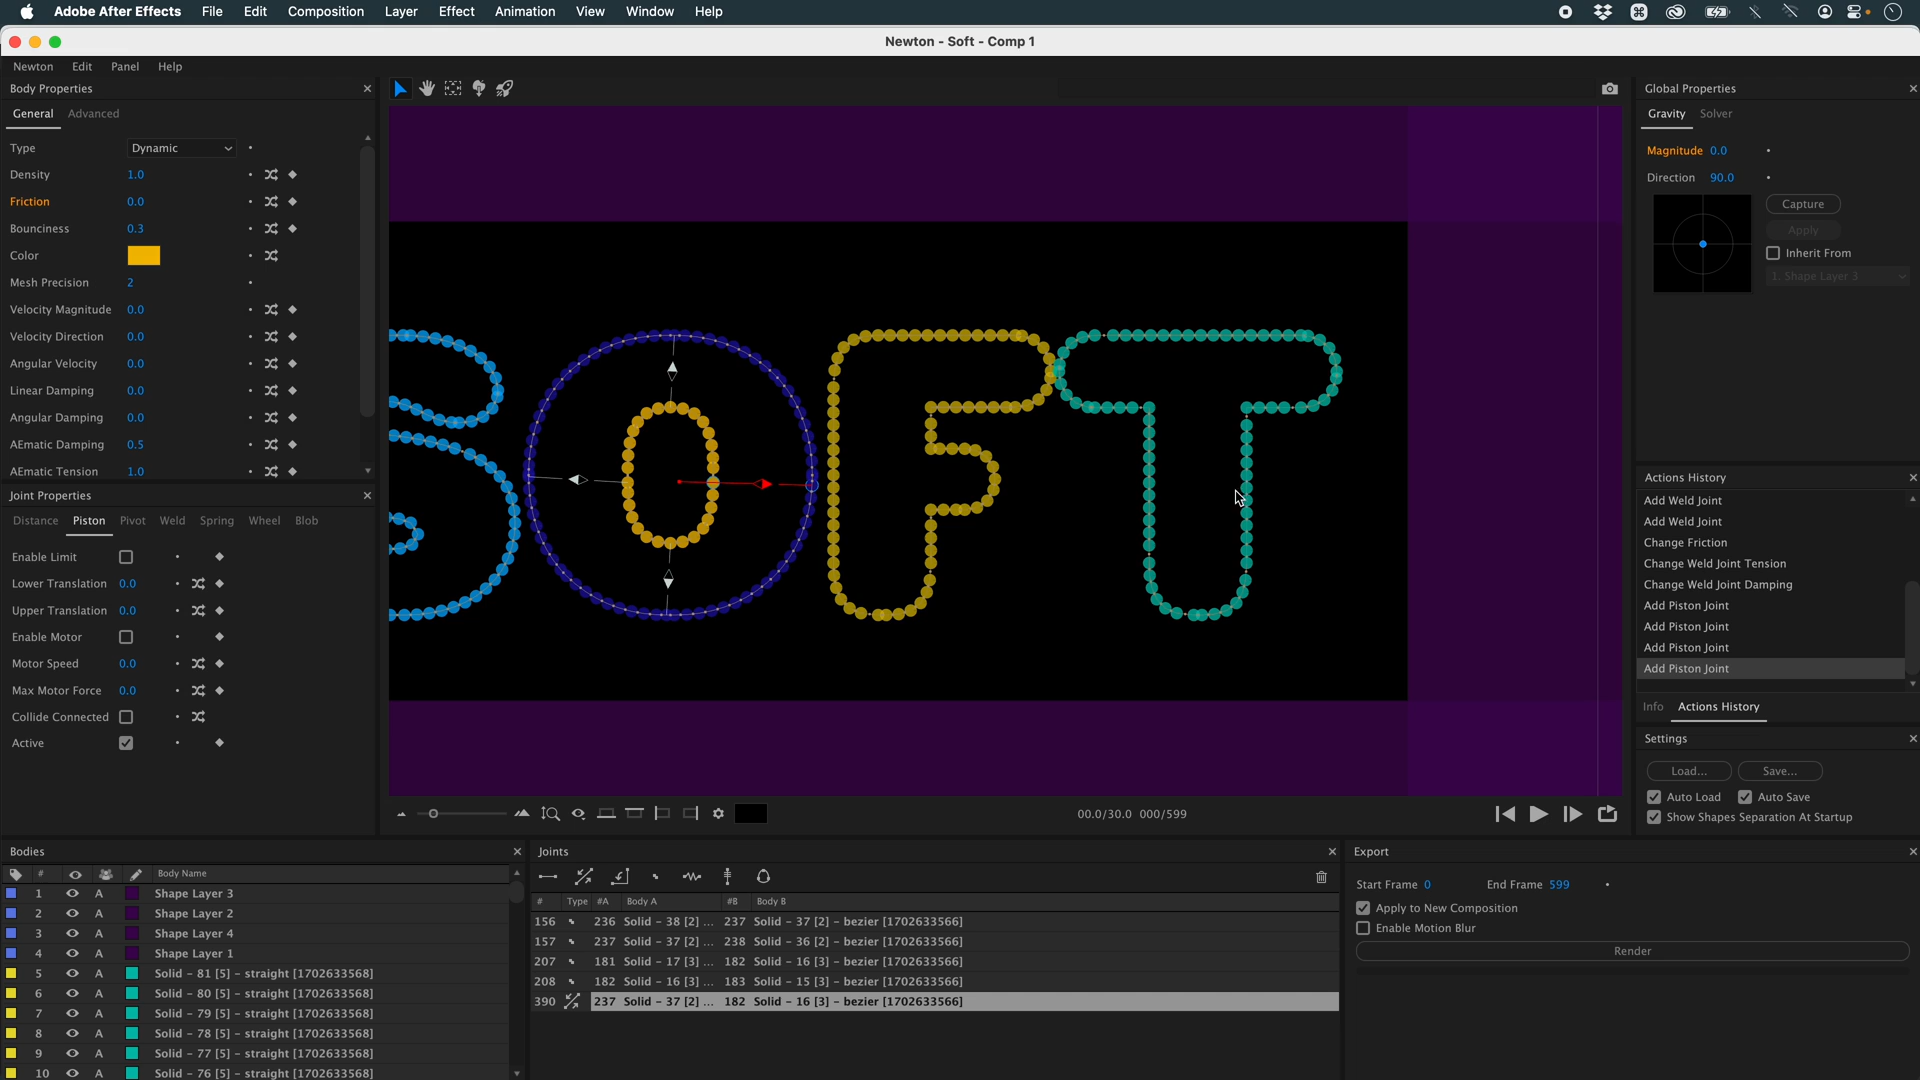 Adobe After Effects File Edit Composition Layer Effect Animation View Window Help
Newton - Soft - Comp 1
Newton Edit Panel Help
Body Properties
General Advanced
Type Dynamic
Density 1.0
Friction 0.0
Bounciness 0.3
Color
Mesh Precision 2
Velocity Magnitude 0.0
Velocity Direction 0.0
Angular Velocity 0.0
Linear Damping 0.0
Angular Damping 0.0
AEmatic Damping 0.5
AEmatic Tension 1.0
Joint Properties
Distance Piston Pivot Weld Spring Wheel Blob
Enable Limit
Lower Translation 0.0
Upper Translation 0.0
Enable Motor
Motor Speed 0.0
Max Motor Force 0.0
Collide Connected
Active
SOFT
00.0/30.0 000/599
Global Properties
Gravity Solver
Magnitude 0.0
Direction 90.0
Capture
Apply
Inherit From
1. Shape Layer 3
Actions History
Add Weld Joint
Add Weld Joint
Change Friction
Change Weld Joint Tension
Change Weld Joint Damping
Add Piston Joint
Add Piston Joint
Add Piston Joint
Add Piston Joint
Info Actions History
Settings
Load... Save...
Auto Load Auto Save
Show Shapes Separation At Startup
Bodies
# A Body Name
1 A Shape Layer 3
2 A Shape Layer 2
3 A Shape Layer 4
4 A Shape Layer 1
5 A Solid - 81 [5] - straight [1702633568]
6 A Solid - 80 [5] - straight [1702633568]
7 A Solid - 79 [5] - straight [1702633568]
8 A Solid - 78 [5] - straight [1702633568]
9 A Solid - 77 [5] - straight [1702633568]
10 A Solid - 76 [5] - straight [1702633568]
Joints
# Type #A Body A #B Body B
156 236 Solid - 38 [2] ... 237 Solid - 37 [2] - bezier [1702633566]
157 237 Solid - 37 [2] ... 238 Solid - 36 [2] - bezier [1702633566]
207 181 Solid - 17 [3] ... 182 Solid - 16 [3] - bezier [1702633566]
208 182 Solid - 16 [3] ... 183 Solid - 15 [3] - bezier [1702633566]
390 237 Solid - 37 [2] ... 182 Solid - 16 [3] - bezier [1702633566]
Export
Start Frame 0 End Frame 599
Apply to New Composition
Enable Motion Blur
Render